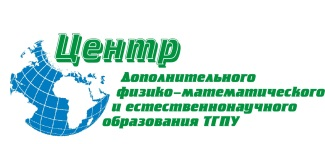 Центр
Дополнительного
физико-математического
и естественнонаучного
образования ТГПУ